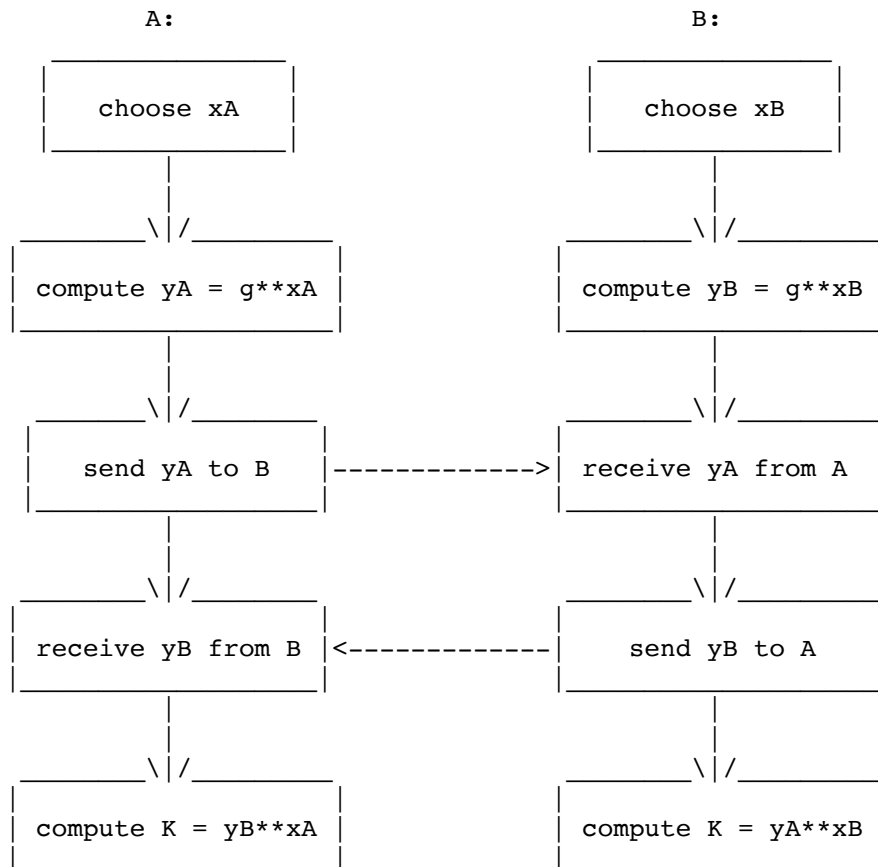 A: B:
choose xA choose xB
compute yA = g**xA compute yB = g**xB
send yA to B -------------> receive yA from A
receive yB from B <------------- send yB to A
compute K = yB**xA compute K = yA**xB